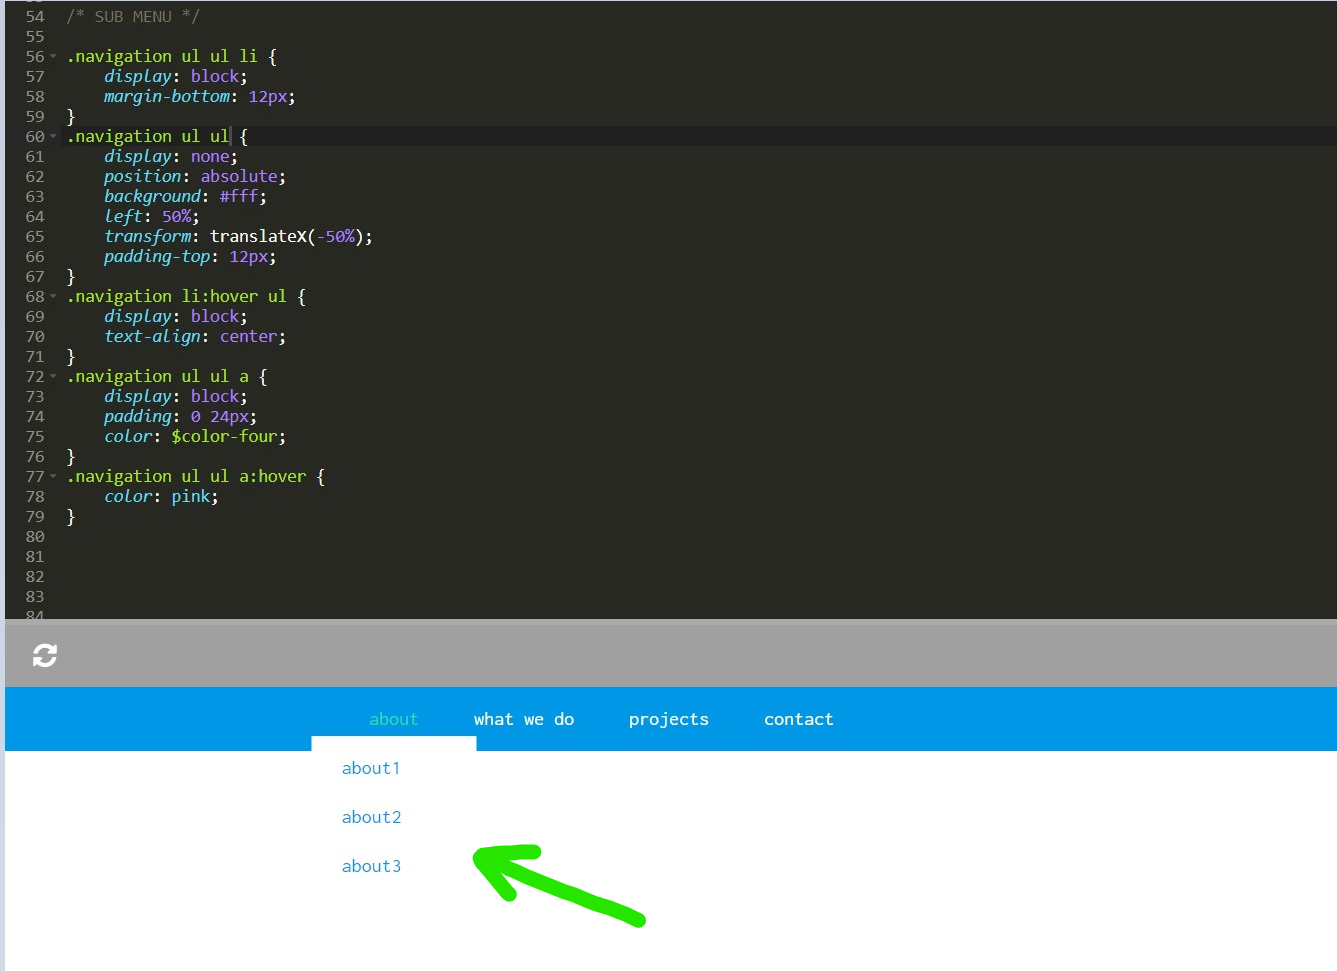 54 /* SUB MENU */
55
56 .navigation ul ul li {
57 display: block;
58 margin-bottom: 12px;
59 }
60 .navigation ul ul {
61 display: none;
62 position: absolute;
63 background: #fff;
64 left: 50%;
65 transform: translateX(-50%);
66 padding-top: 12px;
67 }
68 .navigation li:hover ul {
69 display: block;
70 text-align: center;
71 }
72 .navigation ul ul a {
73 display: block;
74 padding: 0 24px;
75 color: $color-four;
76 }
77 .navigation ul ul a:hover {
78 color: pink;
79 }
80
81
82
83
84
about what we do projects contact
about1
about2
about3